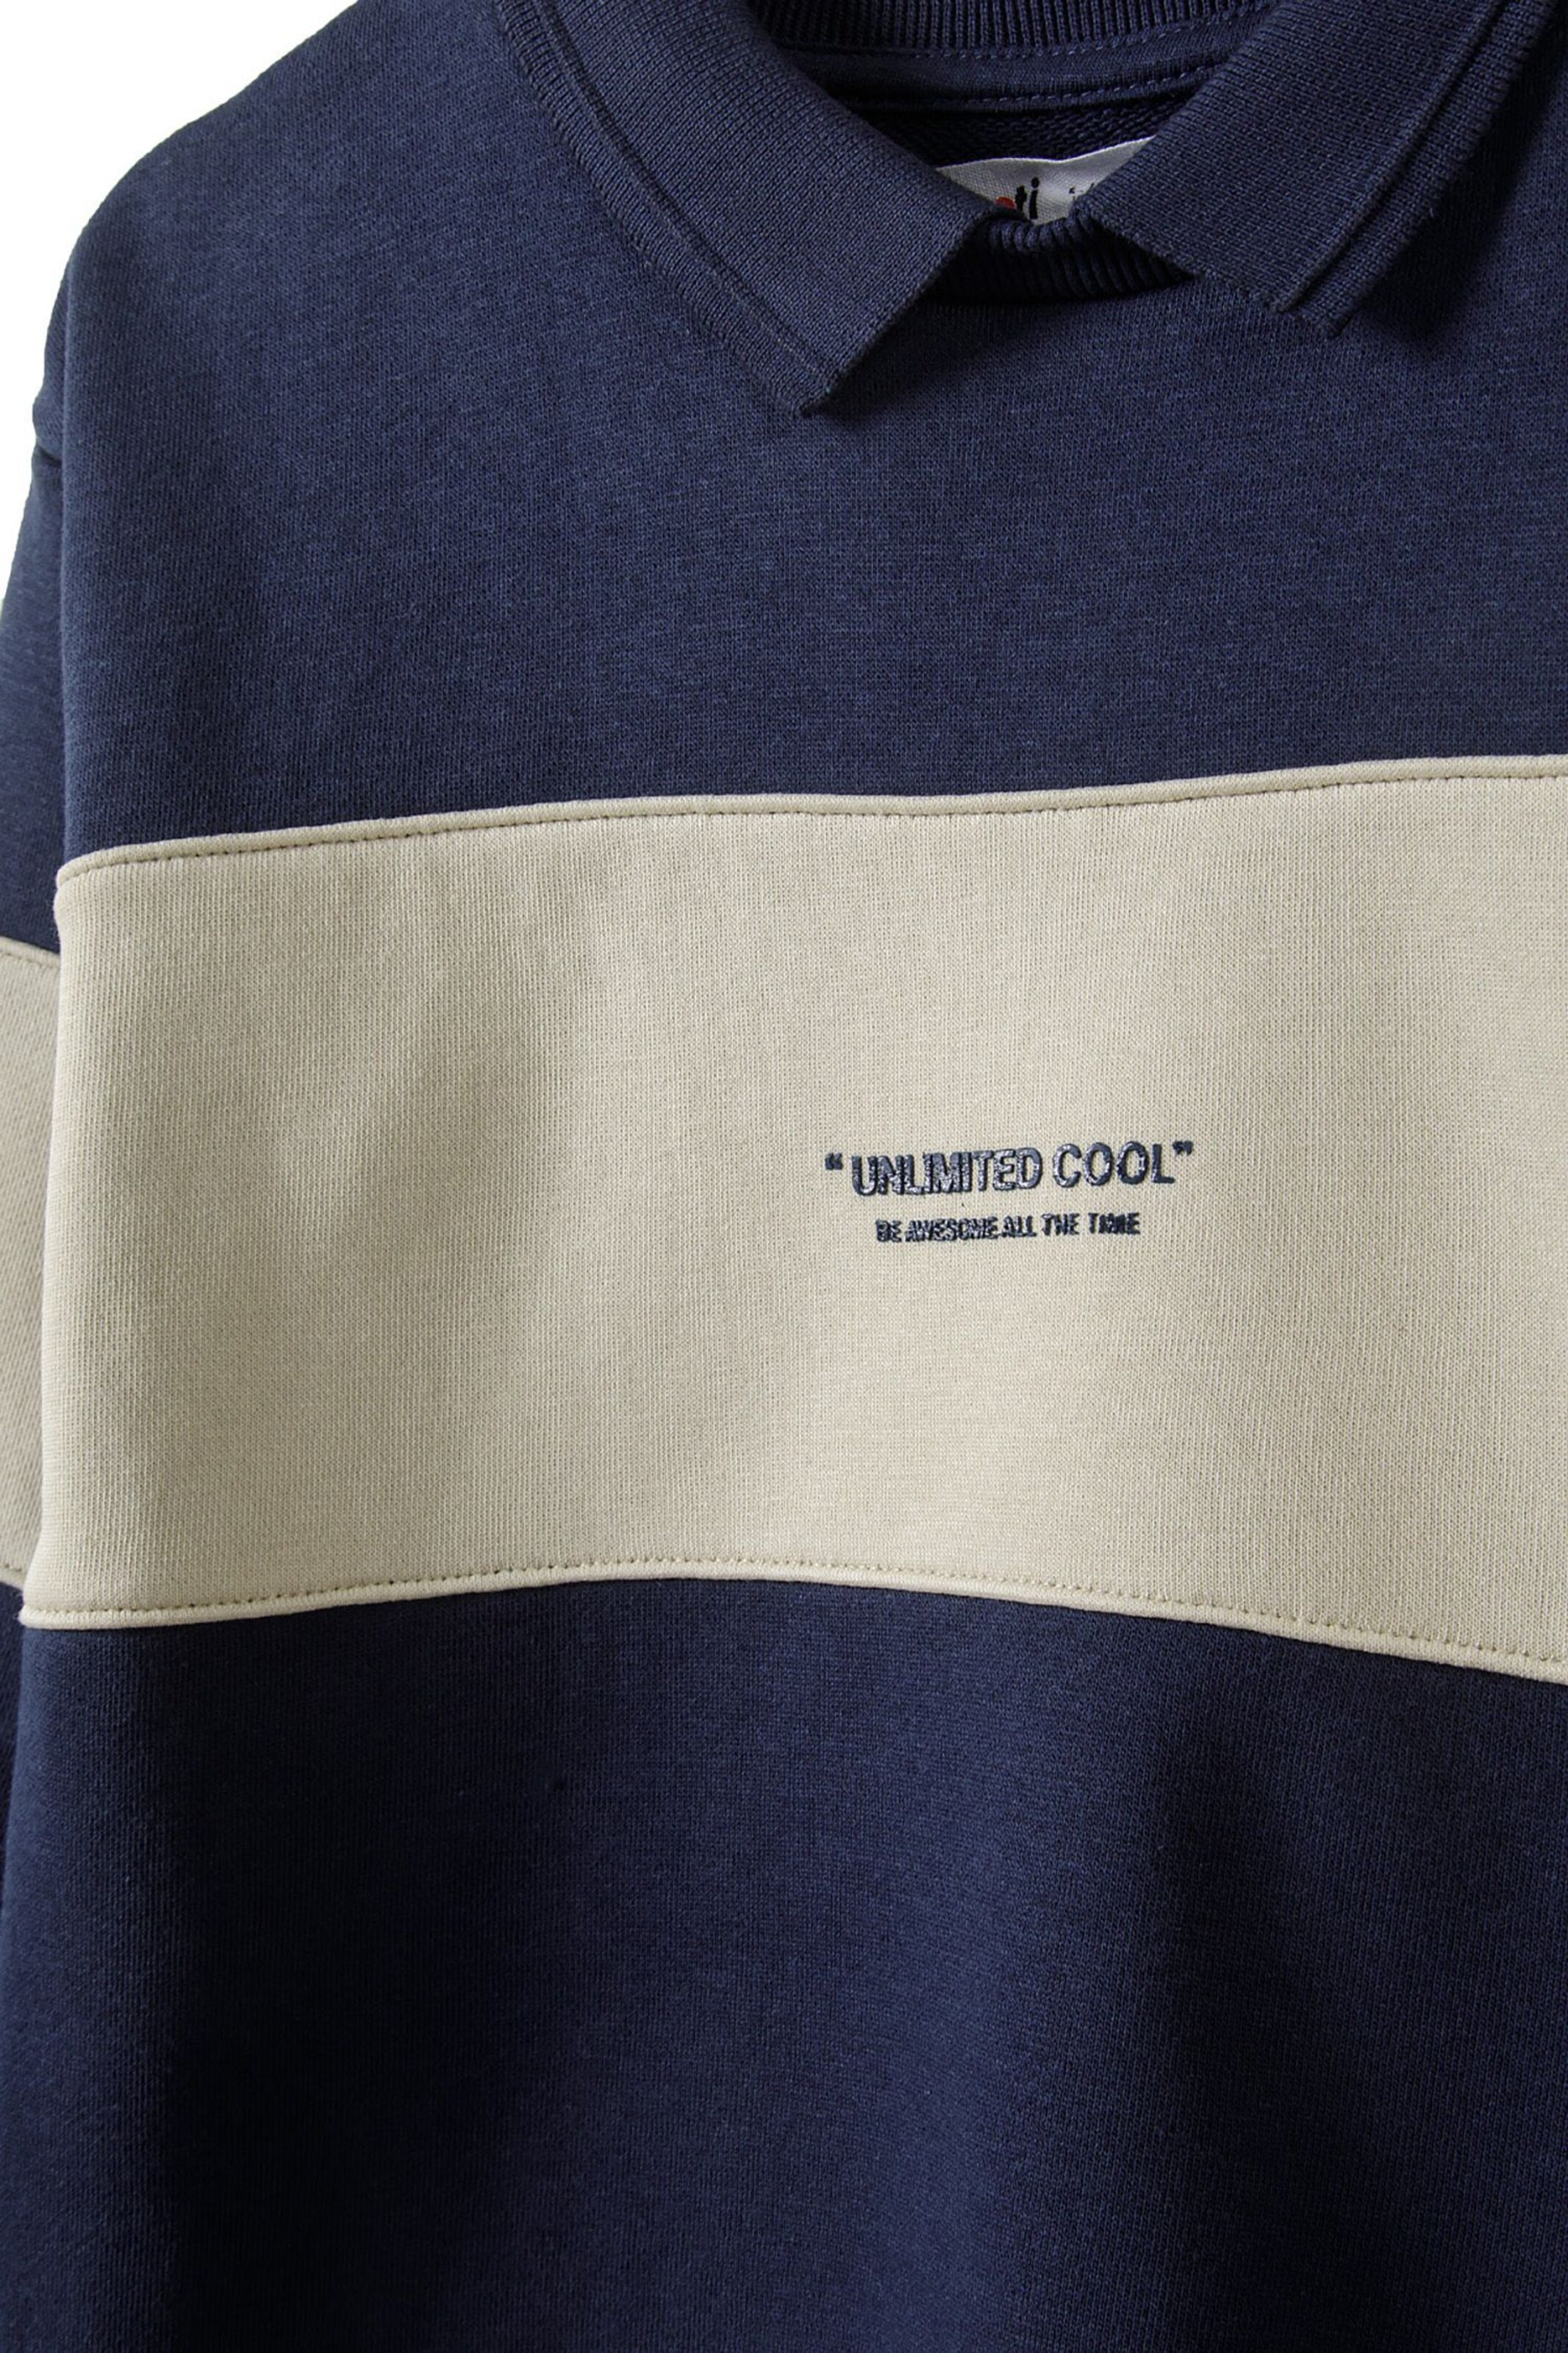 “UNLIMITED COOL”
BE AWESOME ALL THE TIME